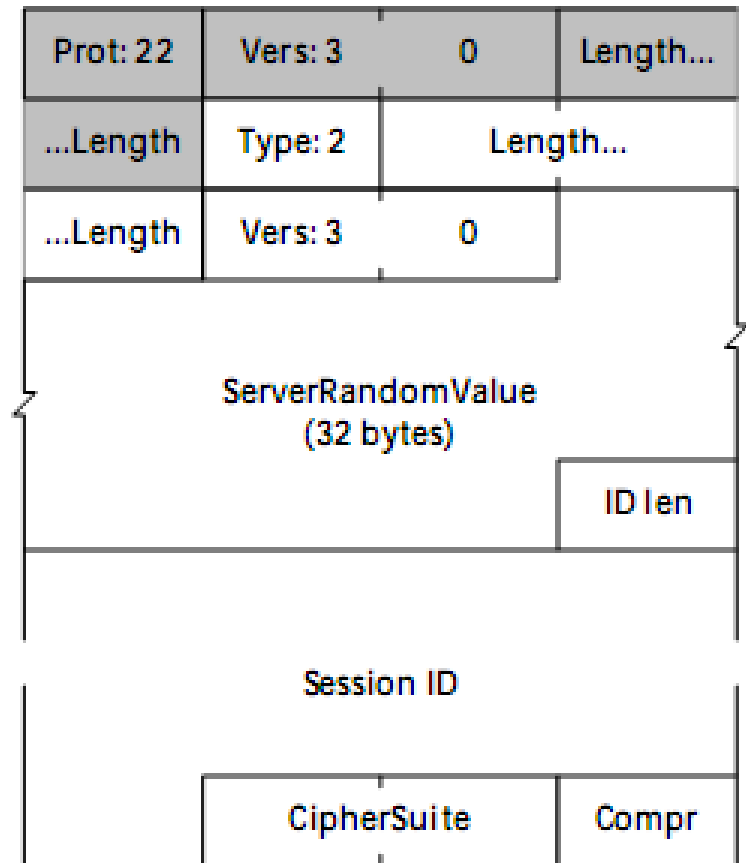 Prot: 22 Vers: 3 0 Length...
...Length Type: 2 Length...
...Length Vers: 3 0
ServerRandomValue
(32 bytes)
ID len
Session ID
CipherSuite Compr